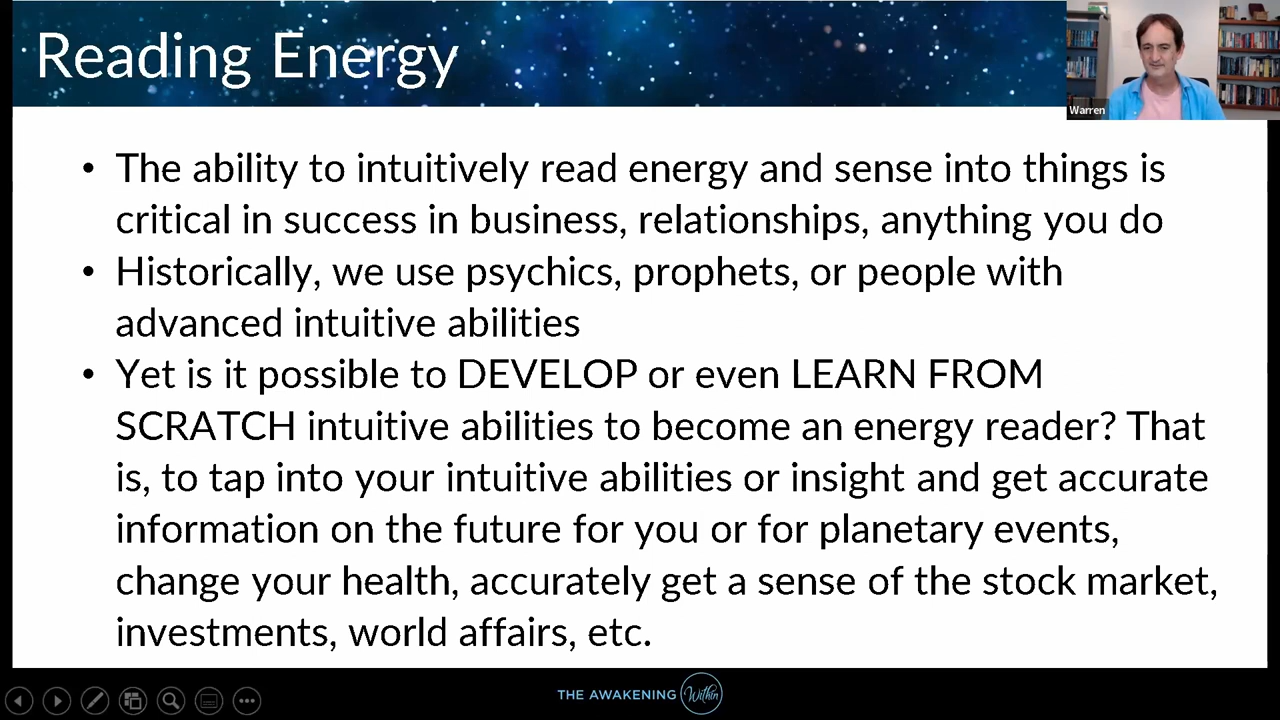 Reading Energy
Warren
• The ability to intuitively read energy and sense into things is
critical in success in business, relationships, anything you do
• Historically, we use psychics, prophets, or people with
advanced intuitive abilities
• Yet is it possible to DEVELOP or even LEARN FROM
SCRATCH intuitive abilities to become an energy reader? That
is, to tap into your intuitive abilities or insight and get accurate
information on the future for you or for planetary events,
change your health, accurately get a sense of the stock market,
investments, world affairs, etc.
THE AWAKENING Within